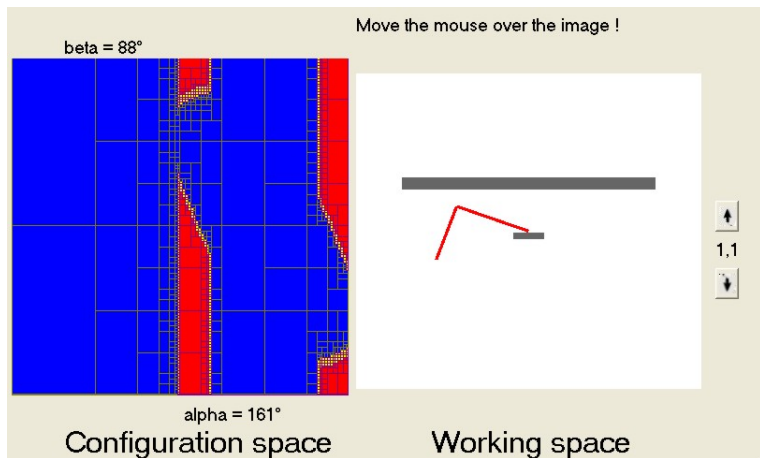 Move the mouse over the image !
beta = 88°
1,1
alpha = 161°
Configuration space
Working space